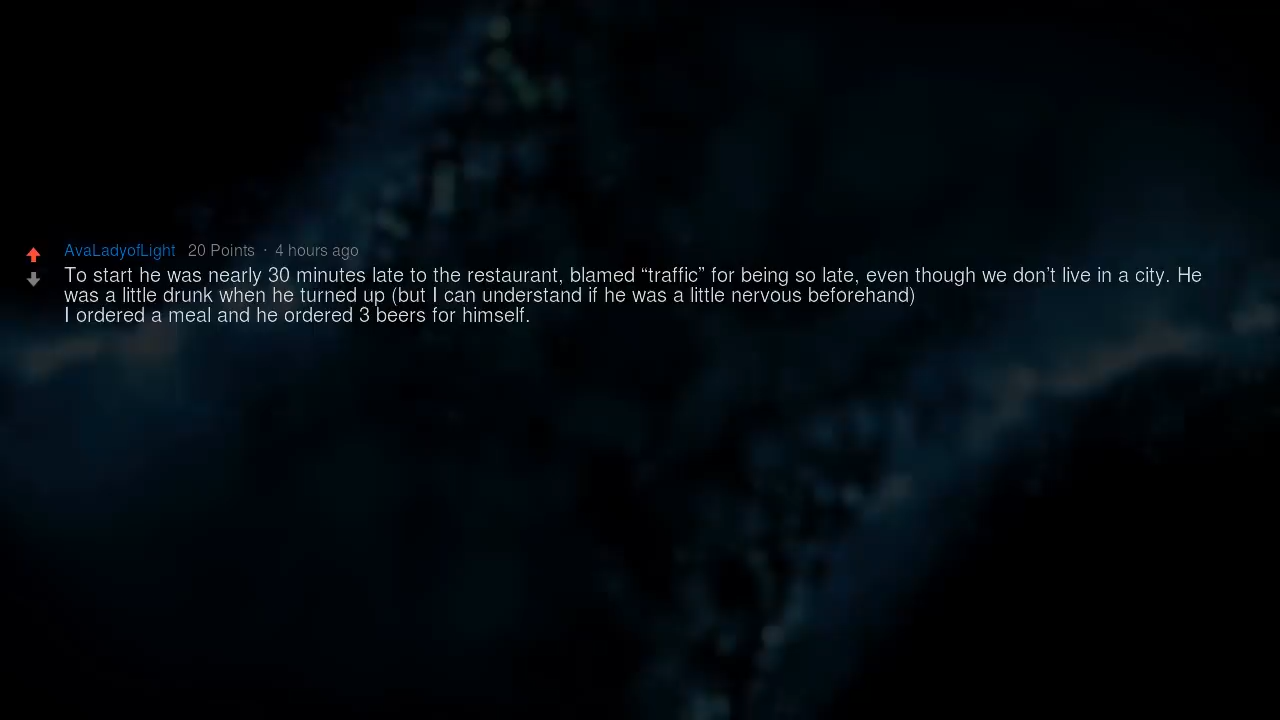 AvaLadyofLight 20 Points · 4 hours ago
To start he was nearly 30 minutes late to the restaurant, blamed “traffic” for being so late, even though we don’t live in a city. He
was a little drunk when he turned up (but I can understand if he was a little nervous beforehand)
I ordered a meal and he ordered 3 beers for himself.